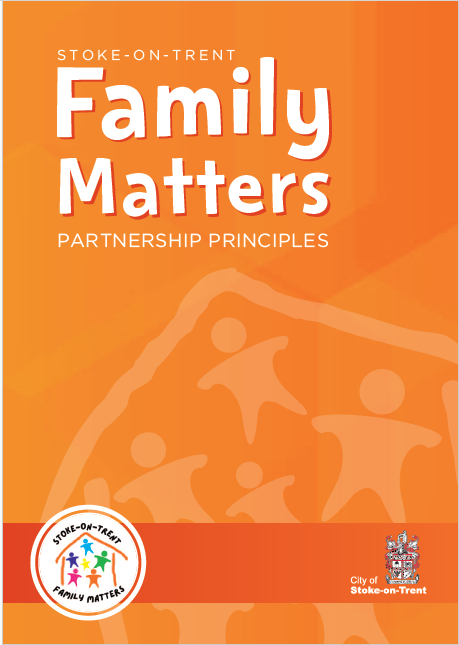 STOKE-ON-TRENT
Family
Matters
PARTNERSHIP PRINCIPLES
STOKE-ON-TRENT
FAMILY MATTERS
City of
Stoke-on-Trent